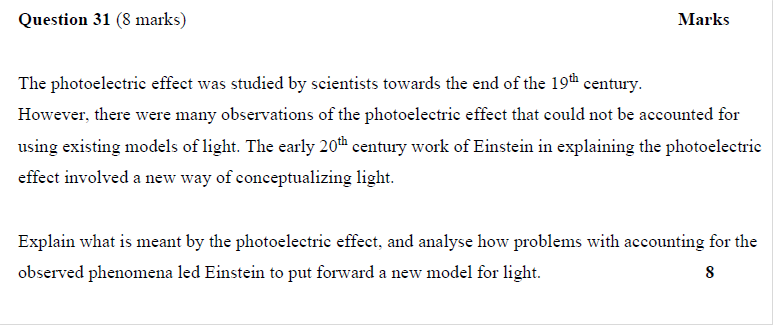 Question 31 (8 marks) Marks
The photoelectric effect was studied by scientists towards the end of the 19th century.
However, there were many observations of the photoelectric effect that could not be accounted for
using existing models of light. The early 20th century work of Einstein in explaining the photoelectric
effect involved a new way of conceptualizing light.
Explain what is meant by the photoelectric effect, and analyse how problems with accounting for the
observed phenomena led Einstein to put forward a new model for light. 8